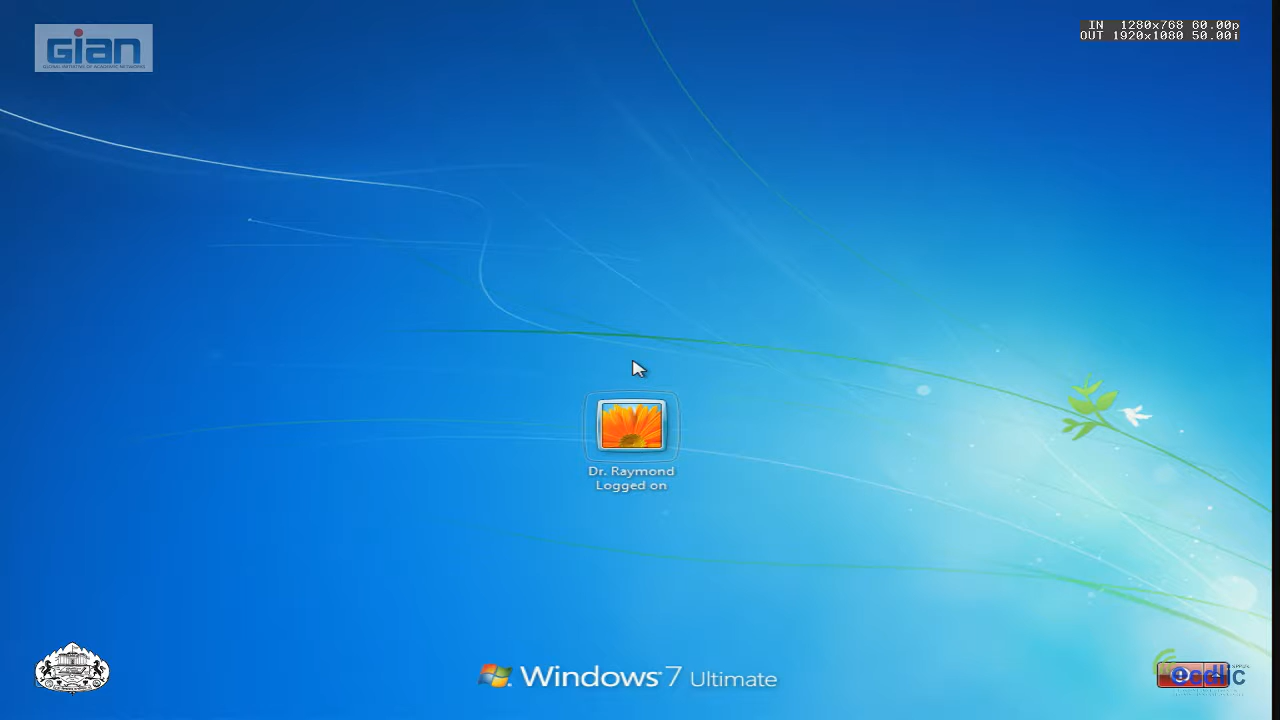 GIAN
GLOBAL INITIATIVE OF ACADEMIC NETWORKS
IN 1280x768 60.00p
OUT 1920x1080 50.00i
Dr. Raymond
Logged on
Windows 7 Ultimate